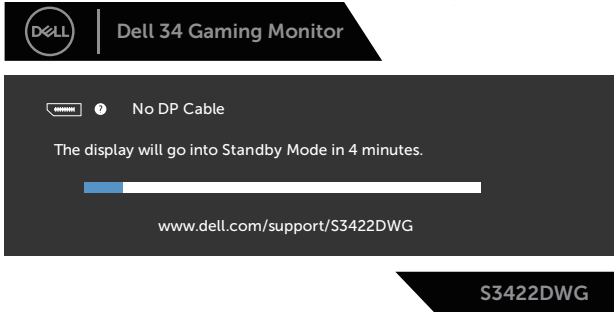 DELL
Dell 34 Gaming Monitor
? No DP Cable
The display will go into Standby Mode in 4 minutes.
www.dell.com/support/S3422DWG
S3422DWG